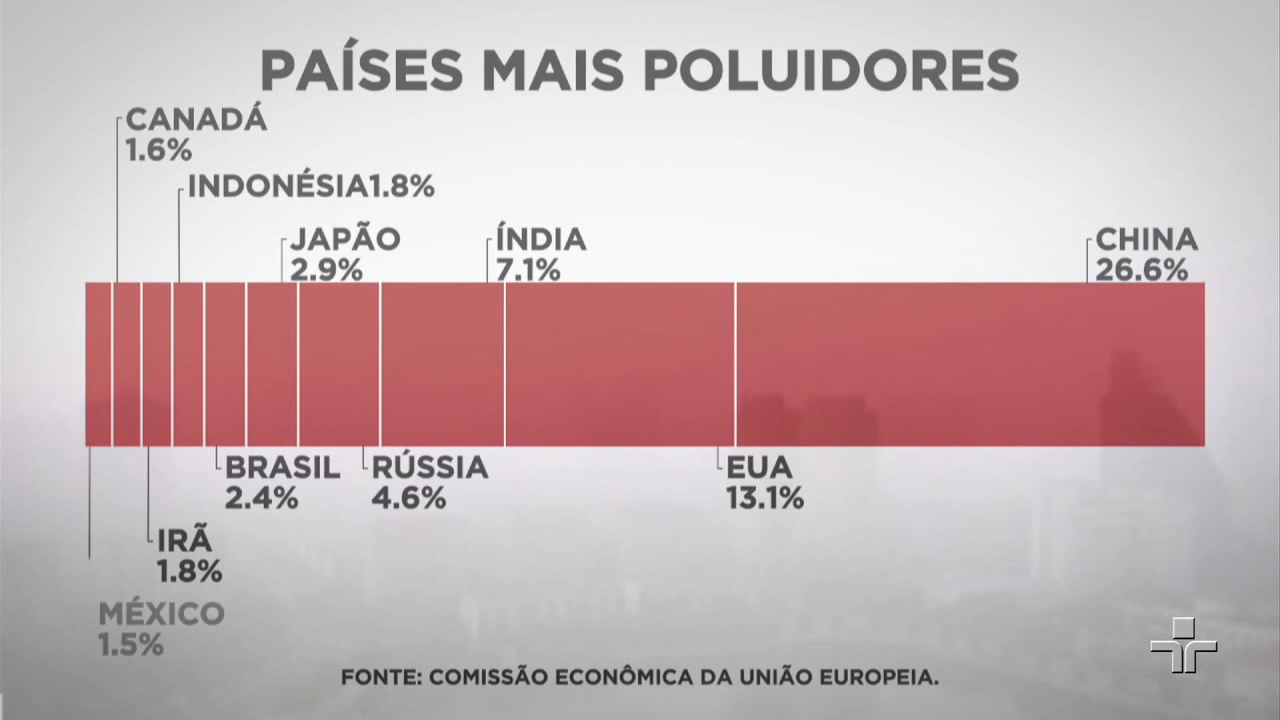 PAÍSES MAIS POLUIDORES
CANADÁ
1.6%
INDONÉSIA1.8%
JAPÃO
2.9%
ÍNDIA
7.1%
CHINA
26.6%
BRASIL
2.4%
RÚSSIA
4.6%
EUA
13.1%
IRÃ
1.8%
MÉXICO
1.5%
FONTE: COMISSÃO ECONÔMICA DA UNIÃO EUROPEIA.